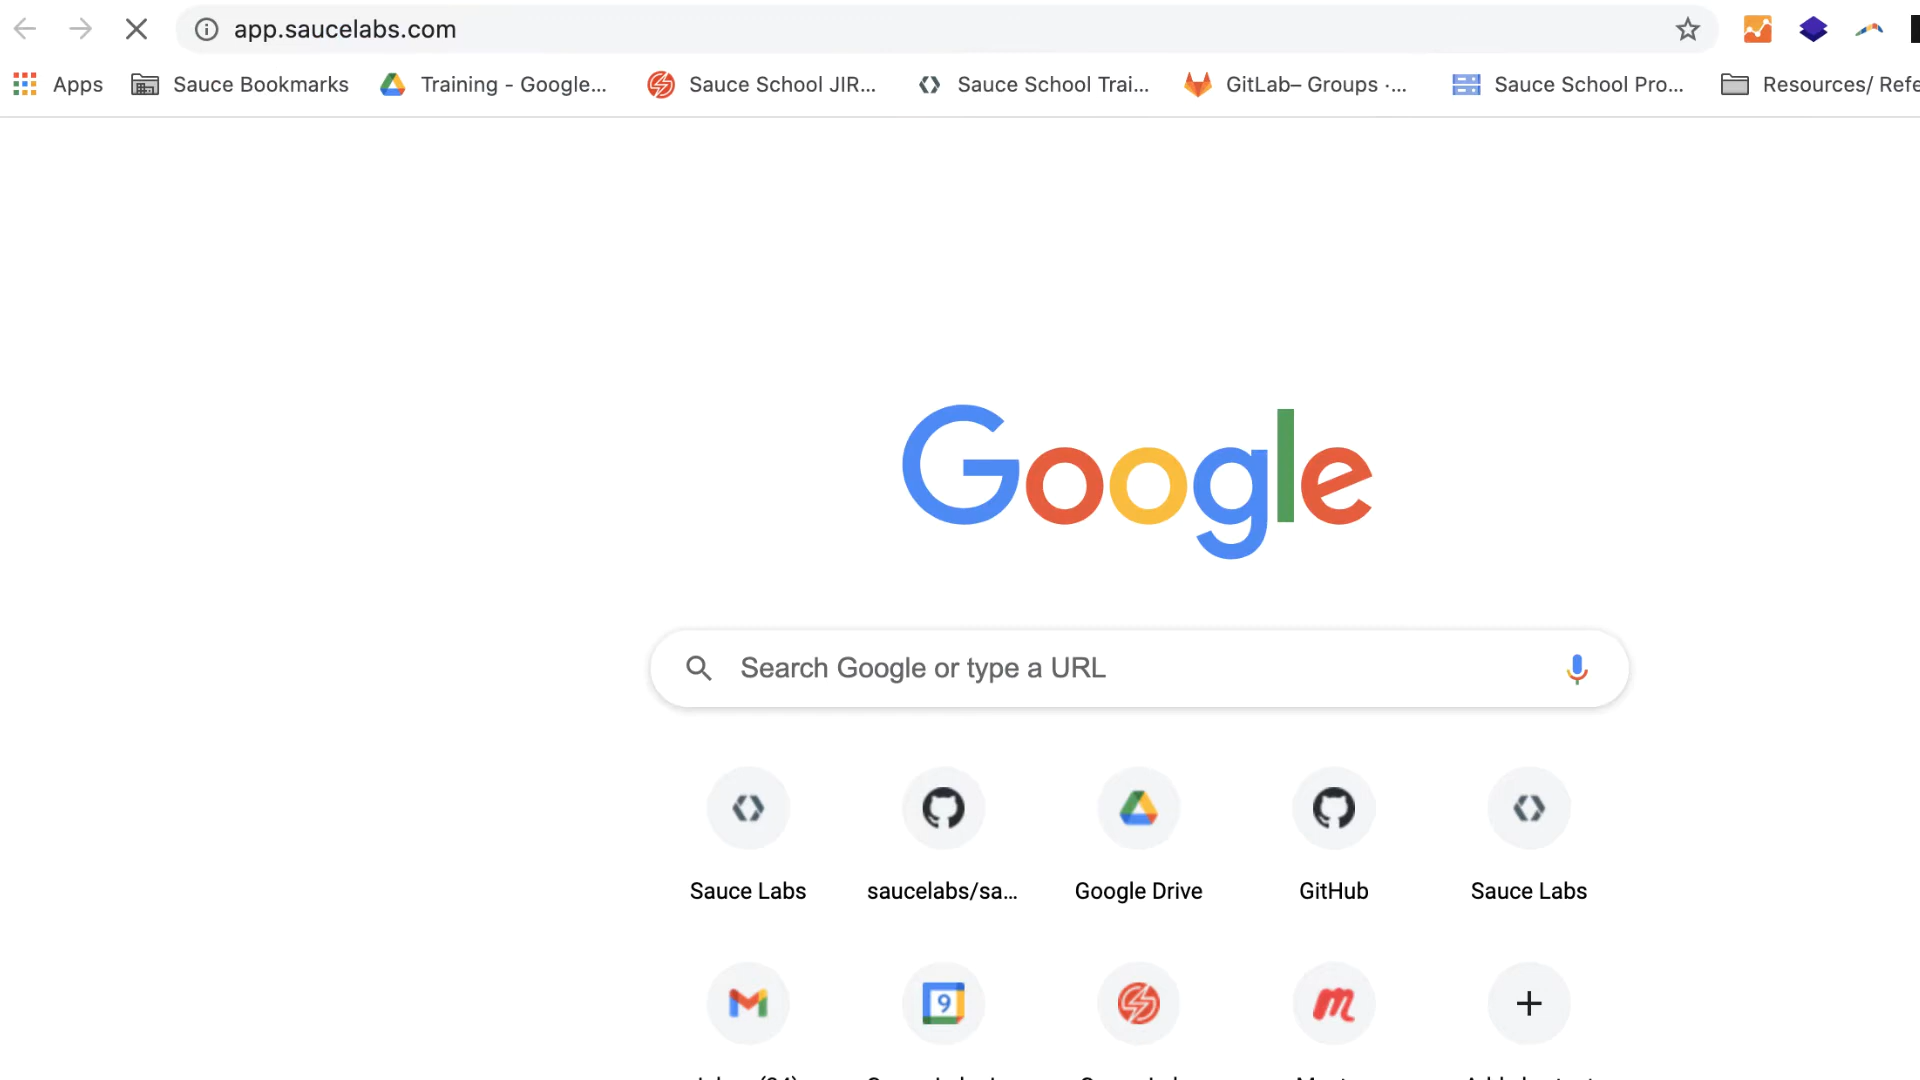 app.saucelabs.com
Apps Sauce Bookmarks Training - Google... Sauce School JIR... Sauce School Trai... GitLab– Groups ·... Sauce School Pro... Resources/ Refe
Google
Search Google or type a URL
Sauce Labs saucelabs/sa... Google Drive GitHub Sauce Labs
9